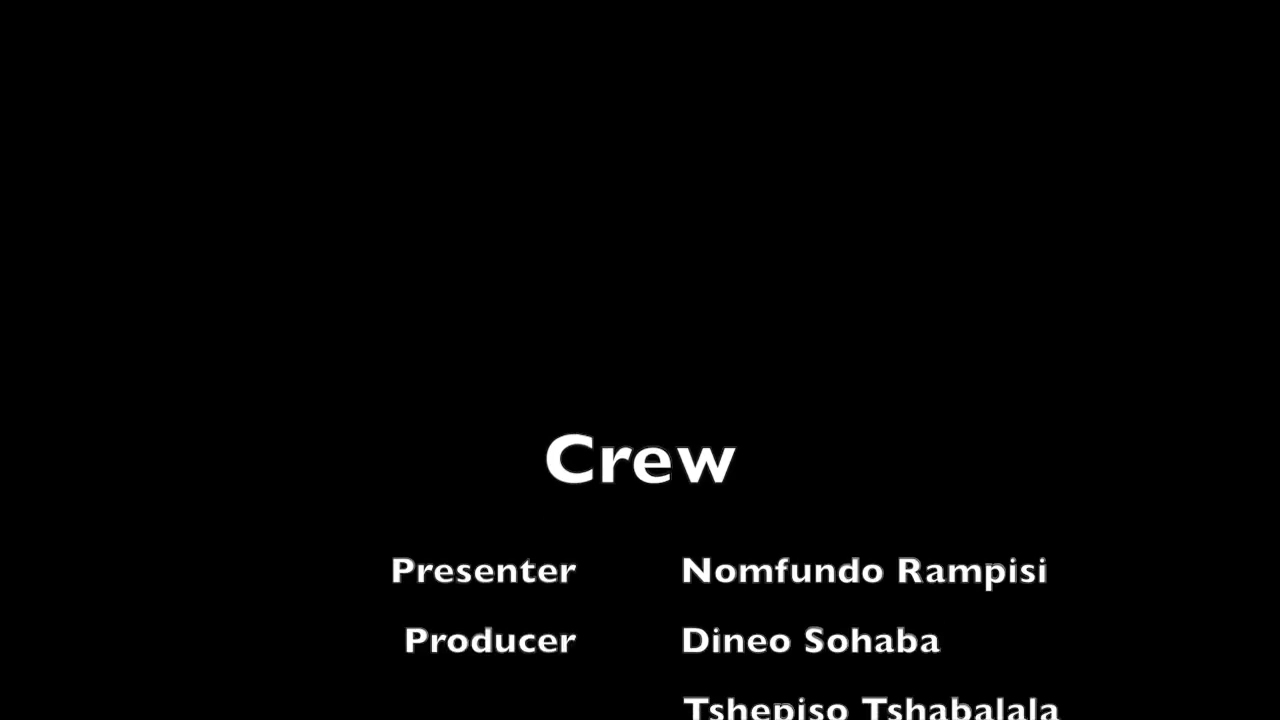 Crew
Presenter Nomfundo Rampisi
Producer Dineo Sohaba
Tshepiso Tshabalala